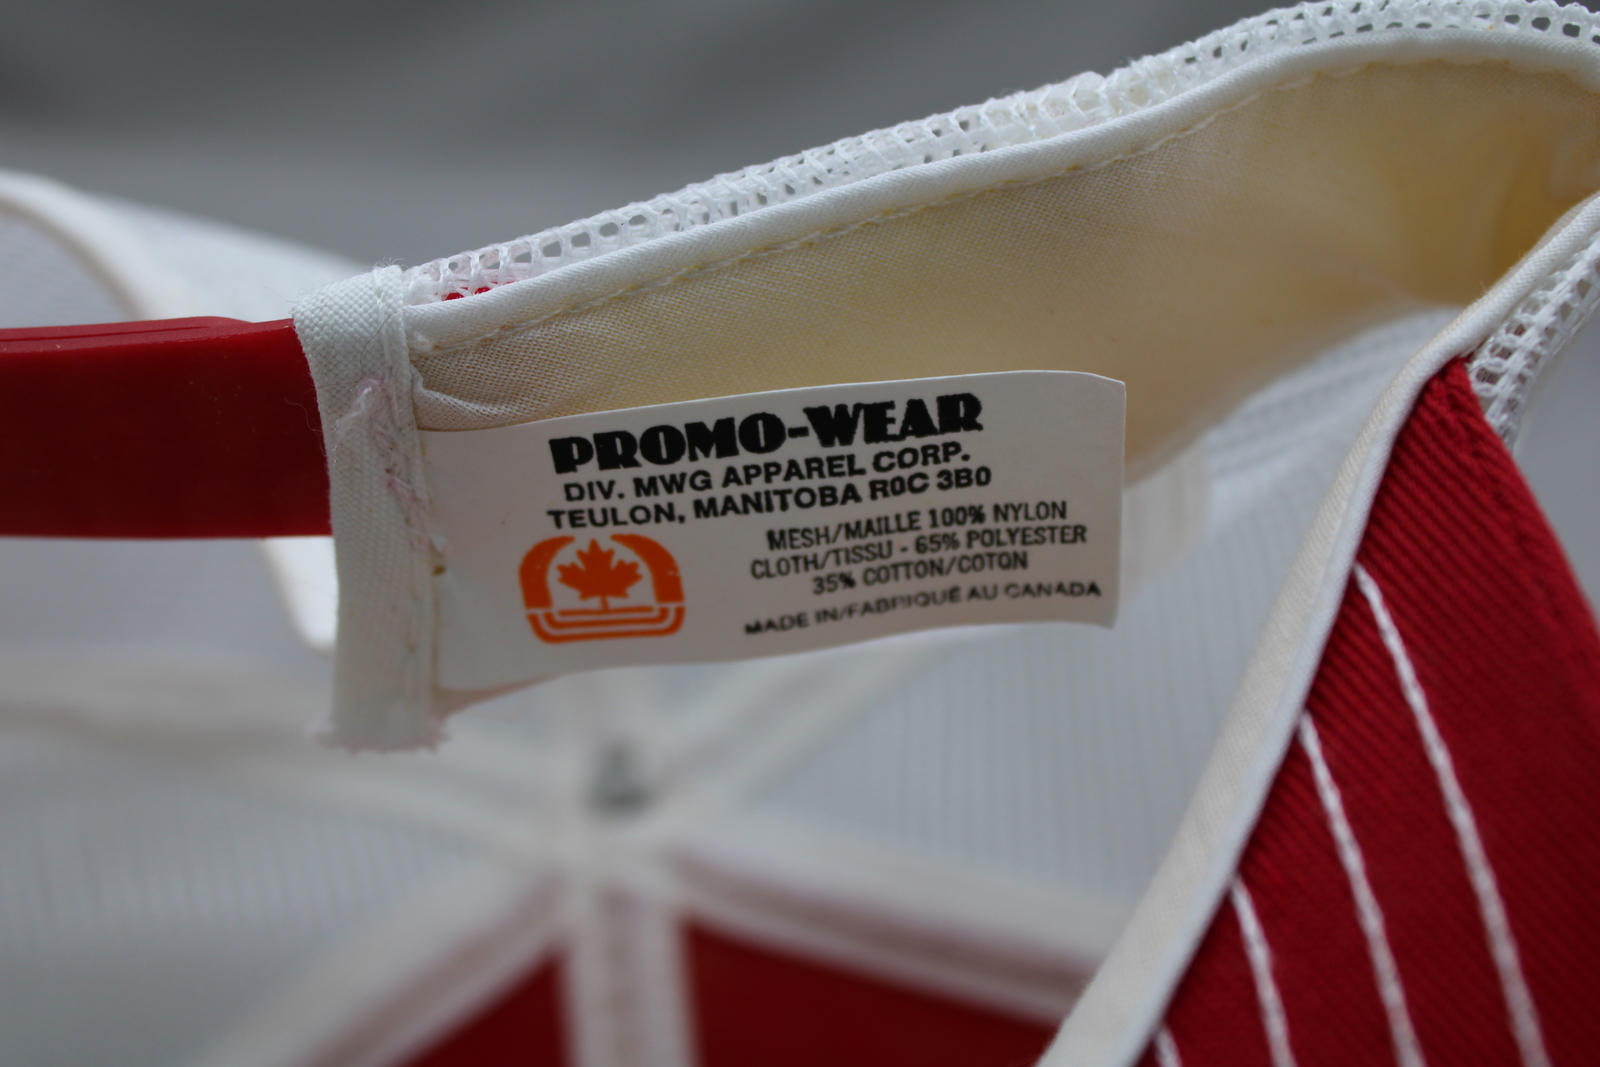 PROMO-WEAR
DIV. MWG APPAREL CORP.
TEULON, MANITOBA R0C 3B0
MESH/MAILLE 100% NYLON
CLOTH/TISSU - 65% POLYESTER
35% COTTON/COTON
MADE IN/FABRIQUÉ AU CANADA